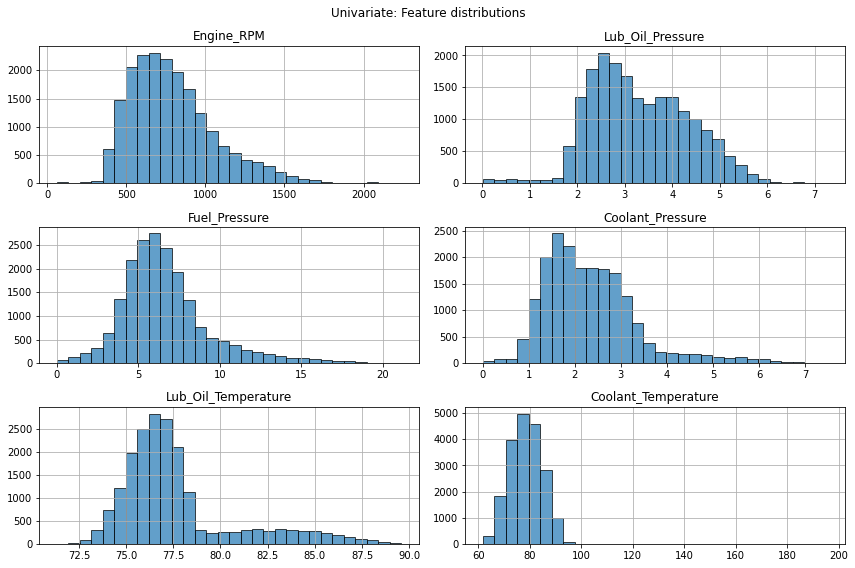 Univariate: Feature distributions
Engine_RPM
2000
1500
1000
500
0
0 500 1000 1500 2000
Lub_Oil_Pressure
2000
1500
1000
500
0
0 1 2 3 4 5 6 7
Fuel_Pressure
2500
2000
1500
1000
500
0
0 5 10 15 20
Coolant_Pressure
2500
2000
1500
1000
500
0
0 1 2 3 4 5 6 7
Lub_Oil_Temperature
2500
2000
1500
1000
500
0
72.5 75.0 77.5 80.0 82.5 85.0 87.5 90.0
Coolant_Temperature
5000
4000
3000
2000
1000
0
60 80 100 120 140 160 180 200